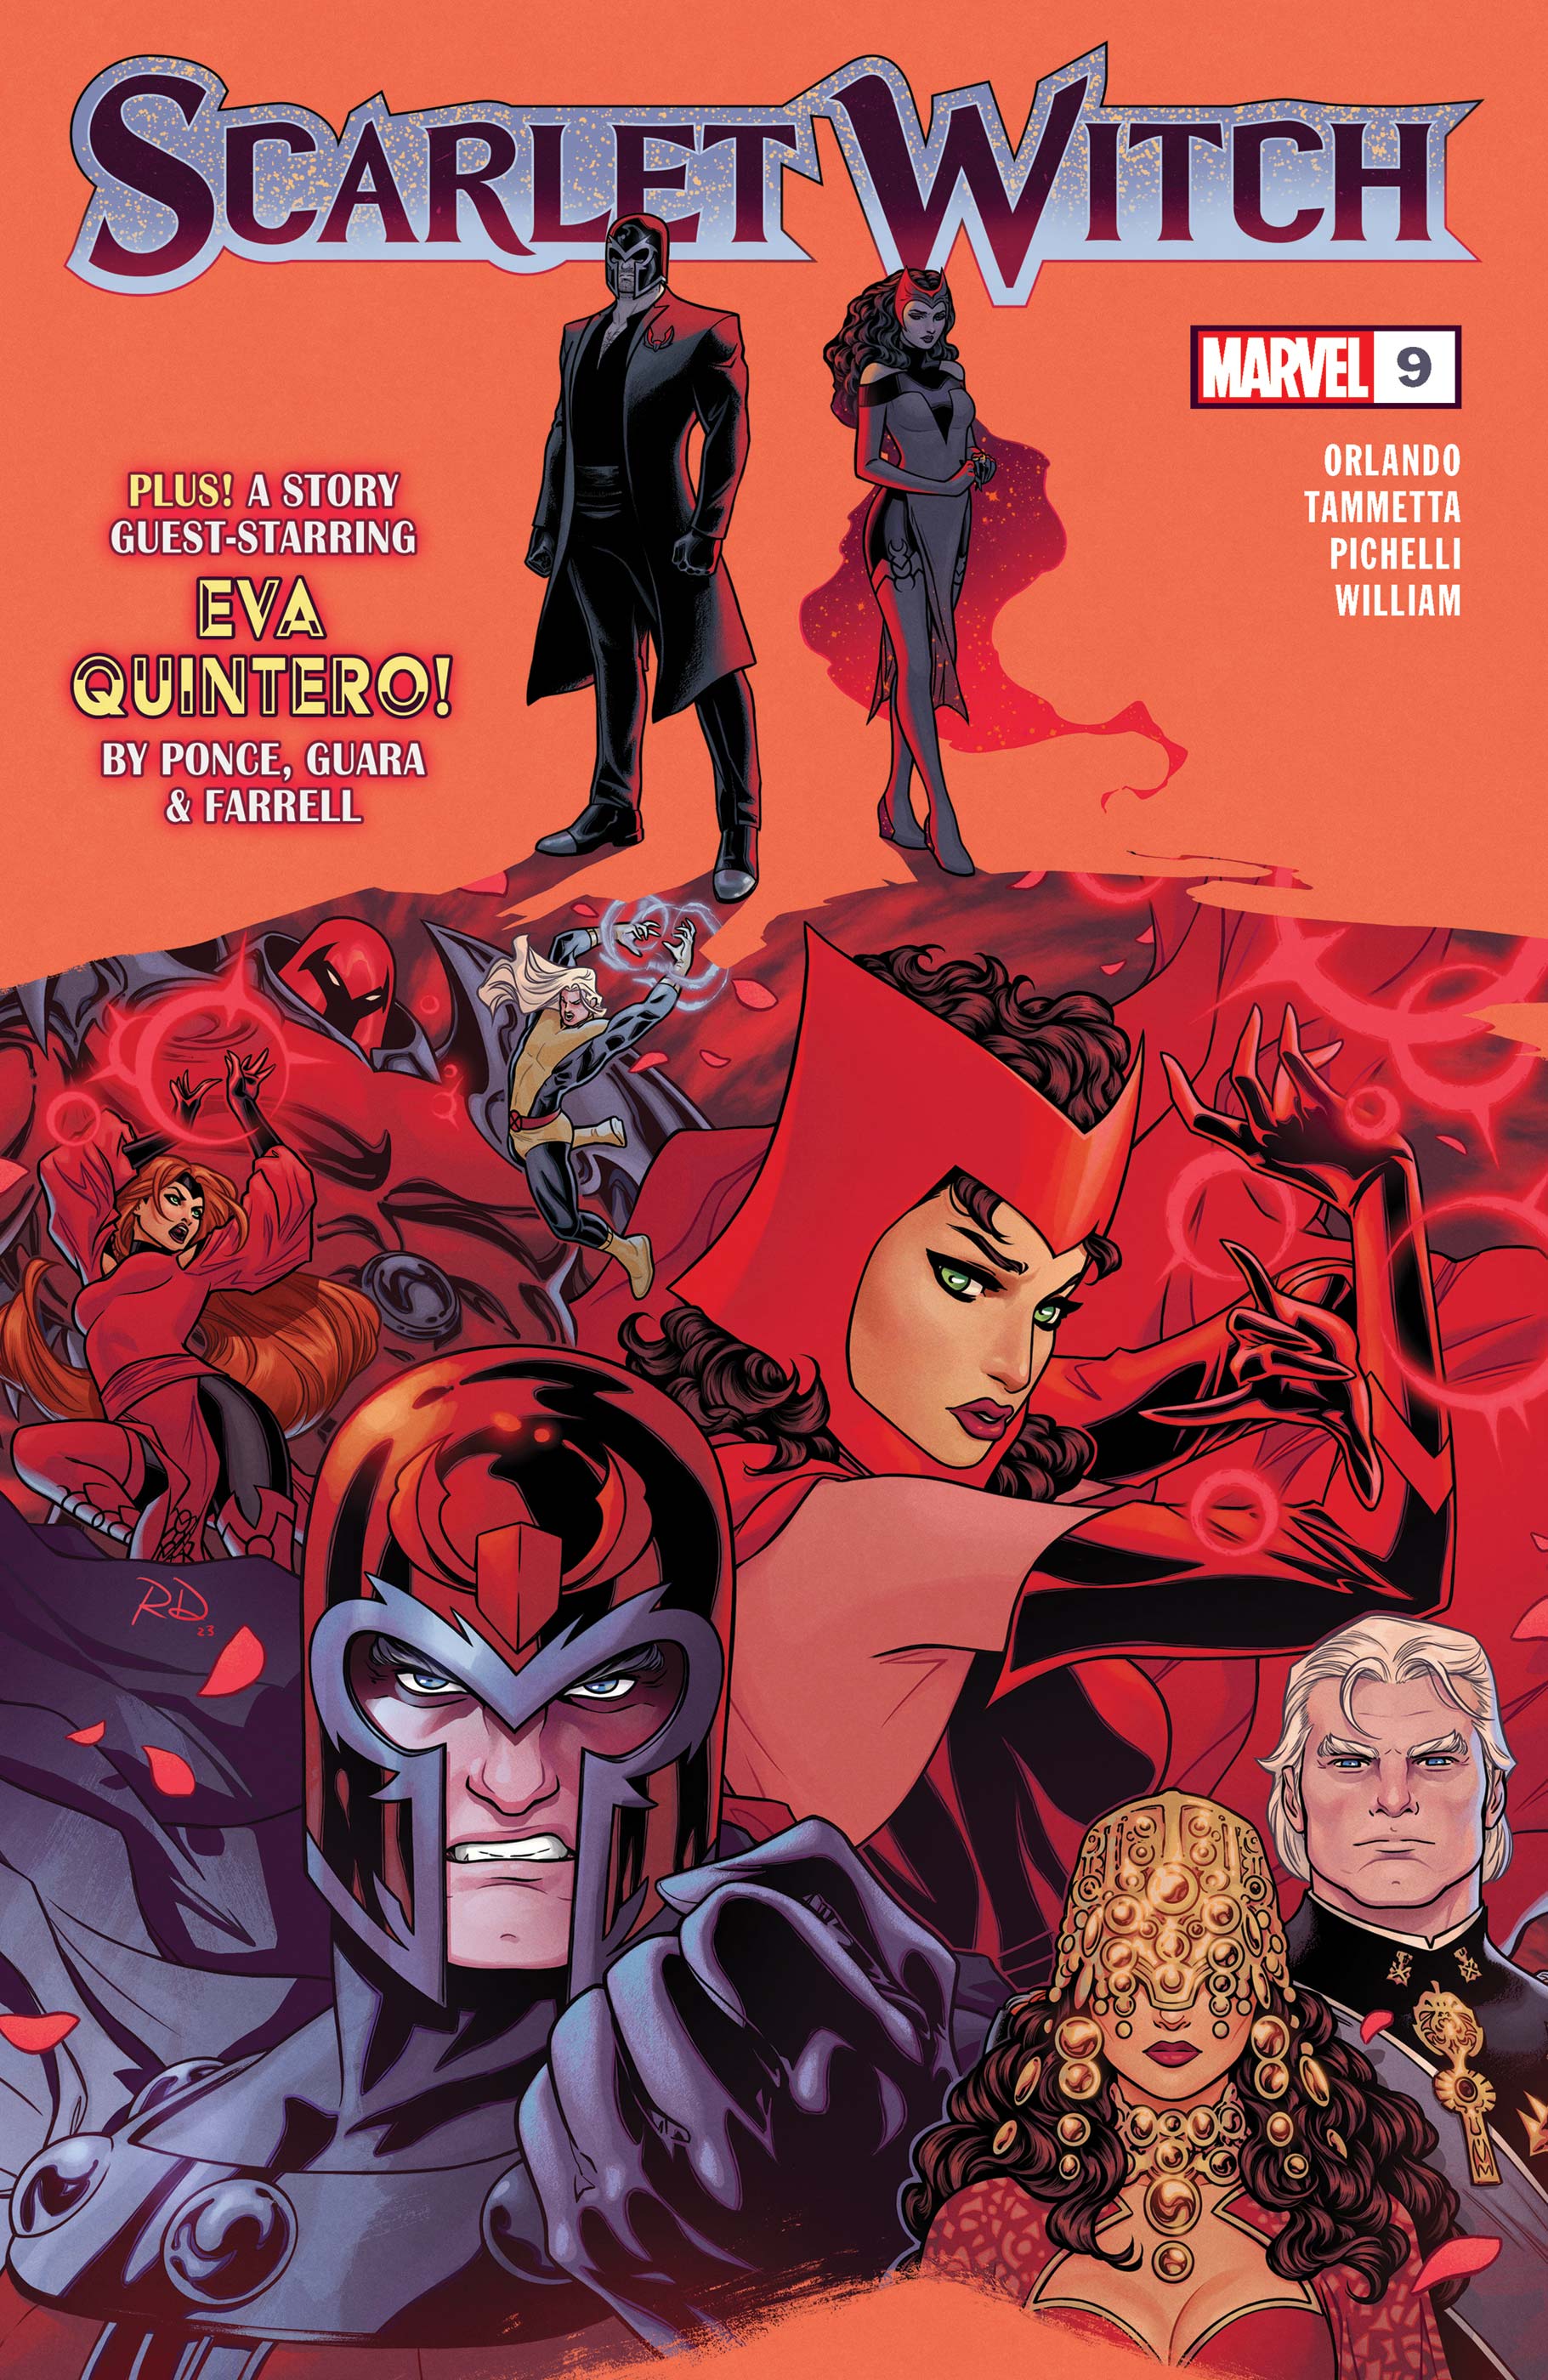 SCARLET WITCH
MARVEL 9
ORLANDO
TAMMETTA
PICHELLI
WILLIAM
PLUS! A STORY
GUEST-STARRING
EVA
QUINTERO!
BY PONCE, GUARA
& FARRELL
RD
23